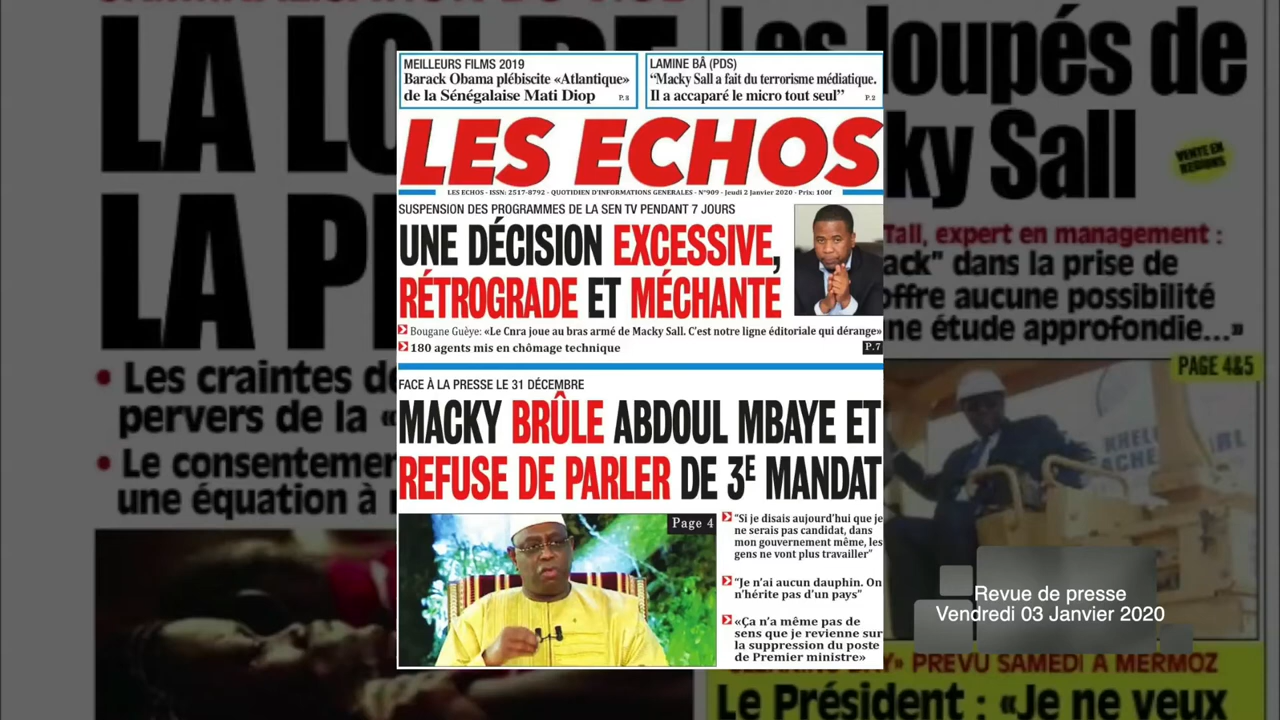 MEILLEURS FILMS 2019
Barack Obama plébiscite «Atlantique»
de la Sénégalaise Mati Diop P.8
LAMINE BÂ (PDS)
“Macky Sall a fait du terrorisme médiatique.
Il a accaparé le micro tout seul” P.2
LES ECHOS
LES ECHOS - ISSN: 2517-8792 - QUOTIDIEN D'INFORMATIONS GENERALES - N°909 - Jeudi 2 Janvier 2020 - Prix: 100f
SUSPENSION DES PROGRAMMES DE LA SEN TV PENDANT 7 JOURS
UNE DÉCISION EXCESSIVE,
RÉTROGRADE ET MÉCHANTE
Bougane Guèye: «Le Cnra joue au bras armé de Macky Sall. C'est notre ligne éditoriale qui dérange»
180 agents mis en chômage technique
P.7
FACE À LA PRESSE LE 31 DÉCEMBRE
MACKY BRÛLE ABDOUL MBAYE ET
REFUSE DE PARLER DE 3E MANDAT
Page 4
“Si je disais aujourd'hui que je
ne serais pas candidat, dans
mon gouvernement même, les
gens ne vont plus travailler”
“Je n'ai aucun dauphin. On
n'hérite pas d'un pays”
«Ça n'a même pas de
sens que je revienne sur
la suppression du poste
de Premier ministre»
LA LOI DE
LA P
• Les craintes d
pervers de la «
• Le consentemen
une équation à
Les loupés de
ky Sall
VENTE EN
REGIONS
Tall, expert en management :
ack" dans la prise de
offre aucune possibilité
ne étude approfondie...»
PAGE 4&5
Revue de presse
Vendredi 03 Janvier 2020
DAY» PREVU SAMEDI A MERMOZ
Le Président : «Je ne veux